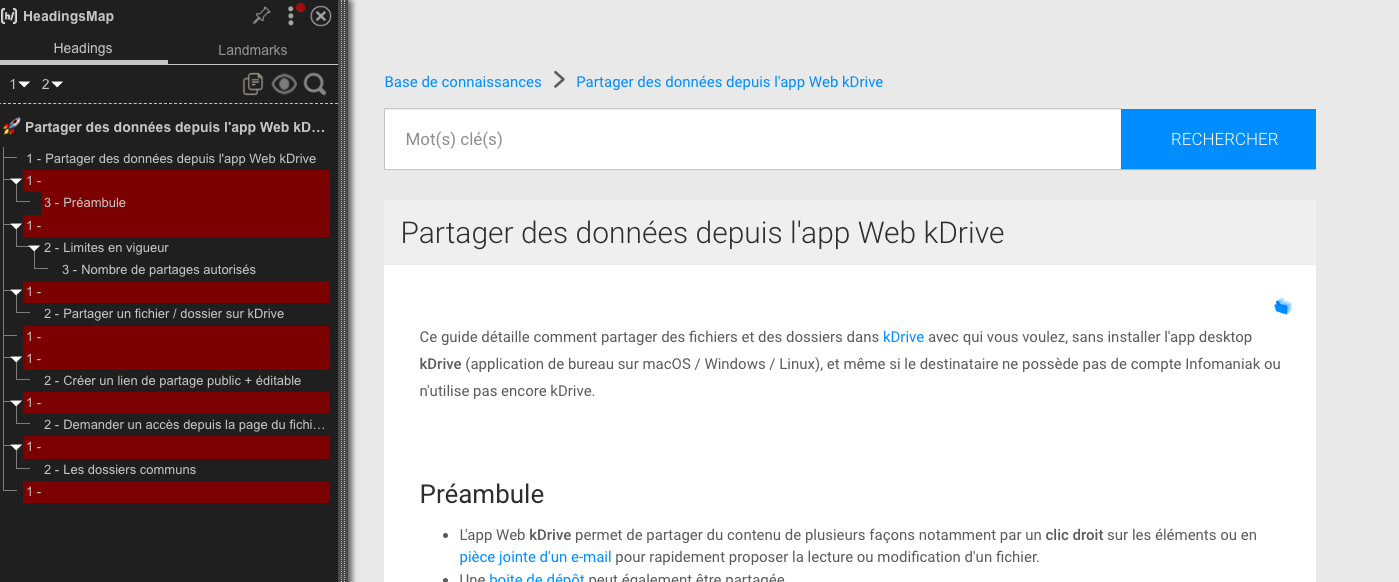 HeadingsMap
Headings
Landmarks
1
2
🚀 Partager des données depuis l'app Web kD...
1 - Partager des données depuis l'app Web kDrive
1 -
3 - Préambule
1 -
2 - Limites en vigueur
3 - Nombre de partages autorisés
1 -
2 - Partager un fichier / dossier sur kDrive
1 -
1 -
2 - Créer un lien de partage public + éditable
1 -
2 - Demander un accès depuis la page du fichi...
1 -
2 - Les dossiers communs
1 -
Base de connaissances
Partager des données depuis l'app Web kDrive
Mot(s) clé(s)
RECHERCHER
Partager des données depuis l'app Web kDrive
Ce guide détaille comment partager des fichiers et des dossiers dans kDrive avec qui vous voulez, sans installer l'app desktop
kDrive (application de bureau sur macOS / Windows / Linux), et même si le destinataire ne possède pas de compte Infomaniak ou
n'utilise pas encore kDrive.
Préambule
• L'app Web kDrive permet de partager du contenu de plusieurs façons notamment par un clic droit sur les éléments ou en
pièce jointe d'un e-mail pour rapidement proposer la lecture ou modification d'un fichier.
• Une boite de dépôt peut également être partagée